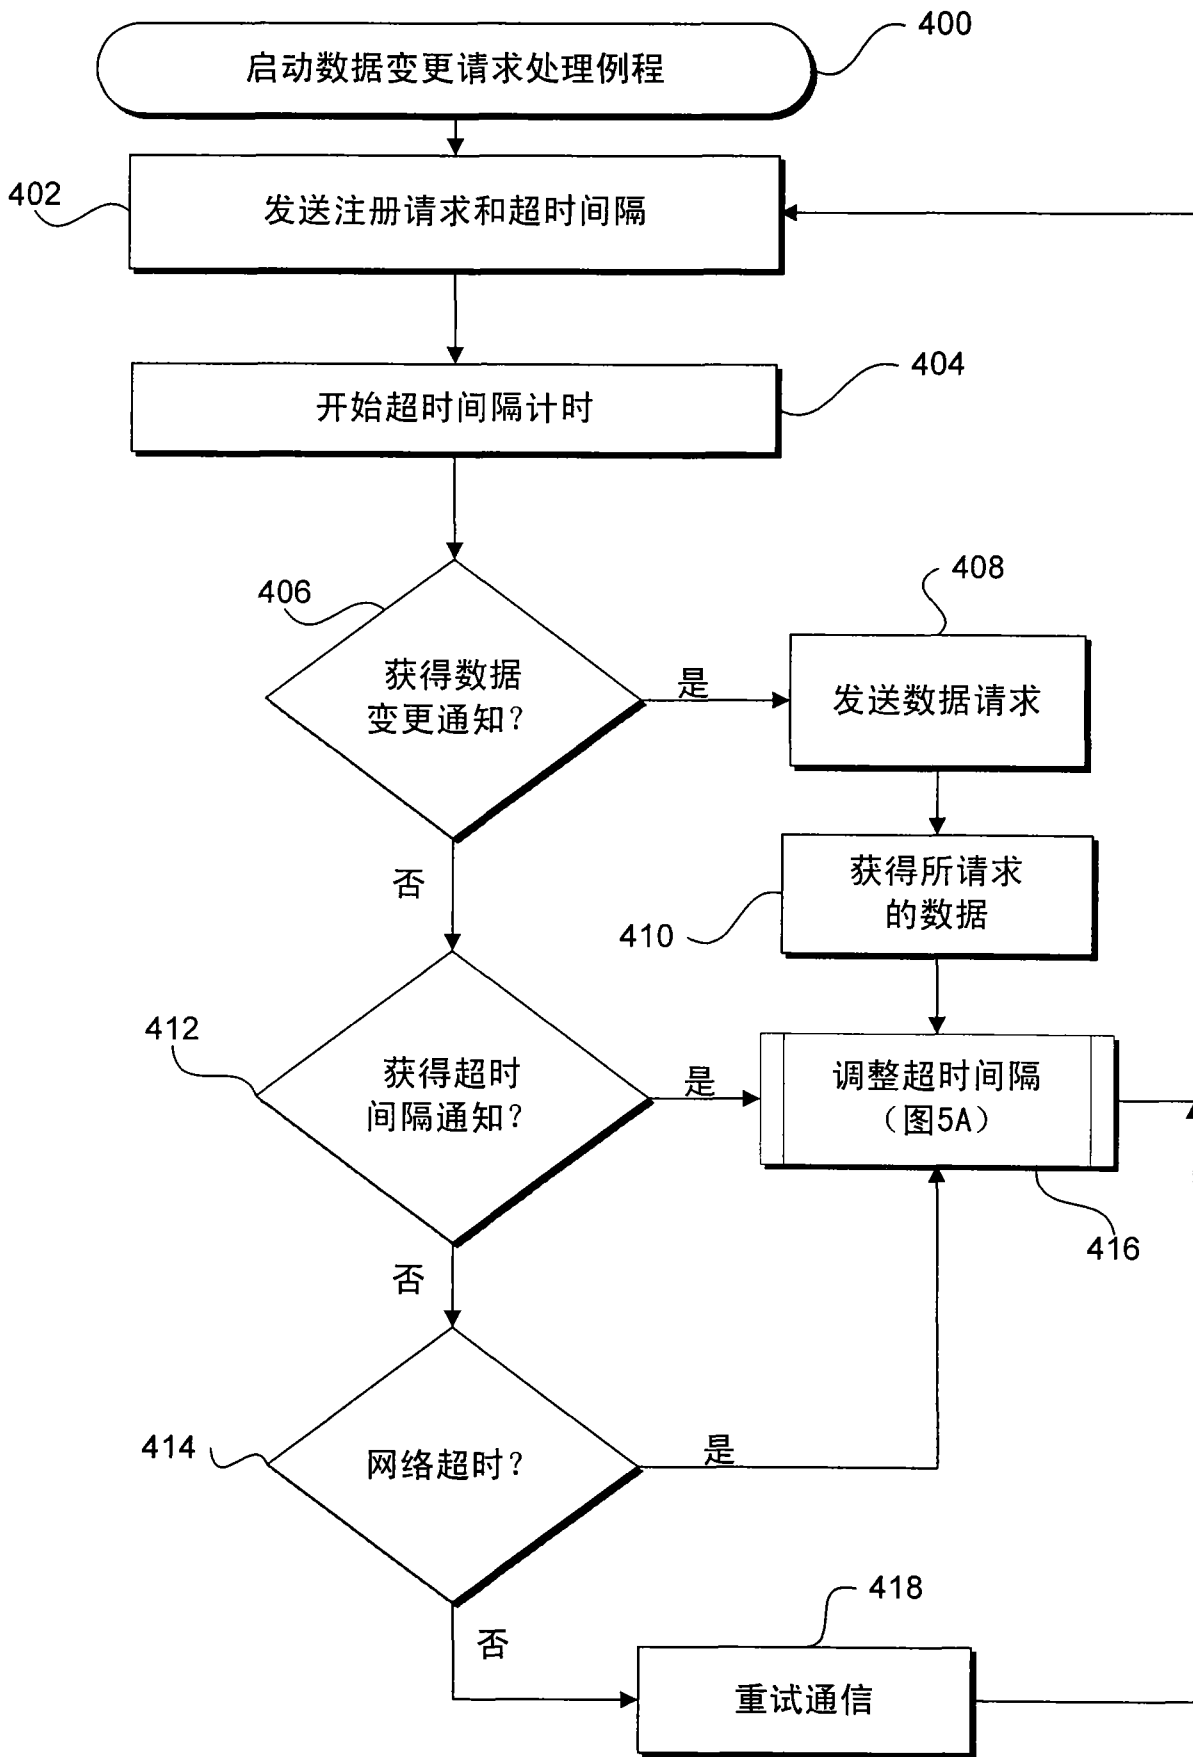 400
启动数据变更请求处理例程
402
发送注册请求和超时间隔
404
开始超时间隔计时
406
获得数据
变更通知?
是
408
发送数据请求
否
410
获得所请求
的数据
412
获得超时
间隔通知?
是
调整超时间隔
(图5A)
416
否
414
网络超时?
是
否
418
重试通信